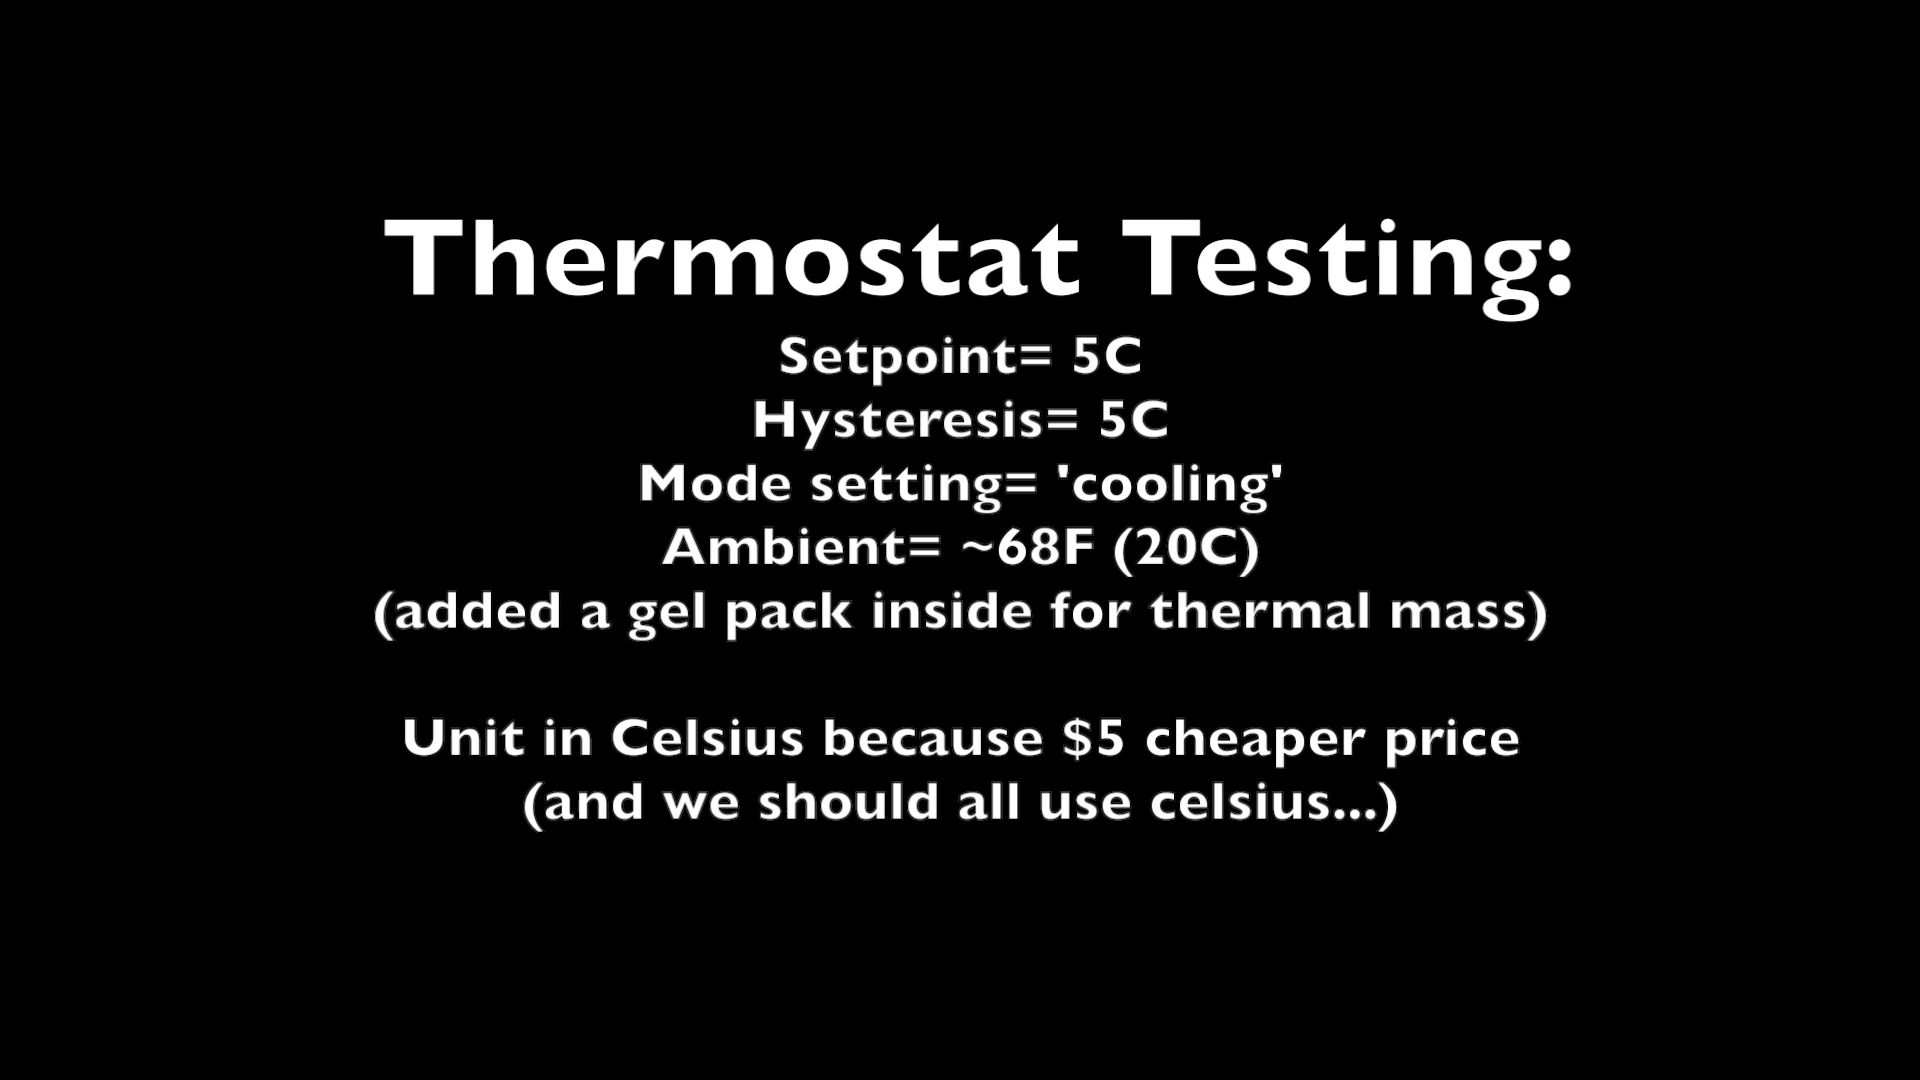 Thermostat Testing:
Setpoint= 5C
Hysteresis= 5C
Mode setting= 'cooling'
Ambient= ~68F (20C)
(added a gel pack inside for thermal mass)
Unit in Celsius because $5 cheaper price
(and we should all use celsius...)